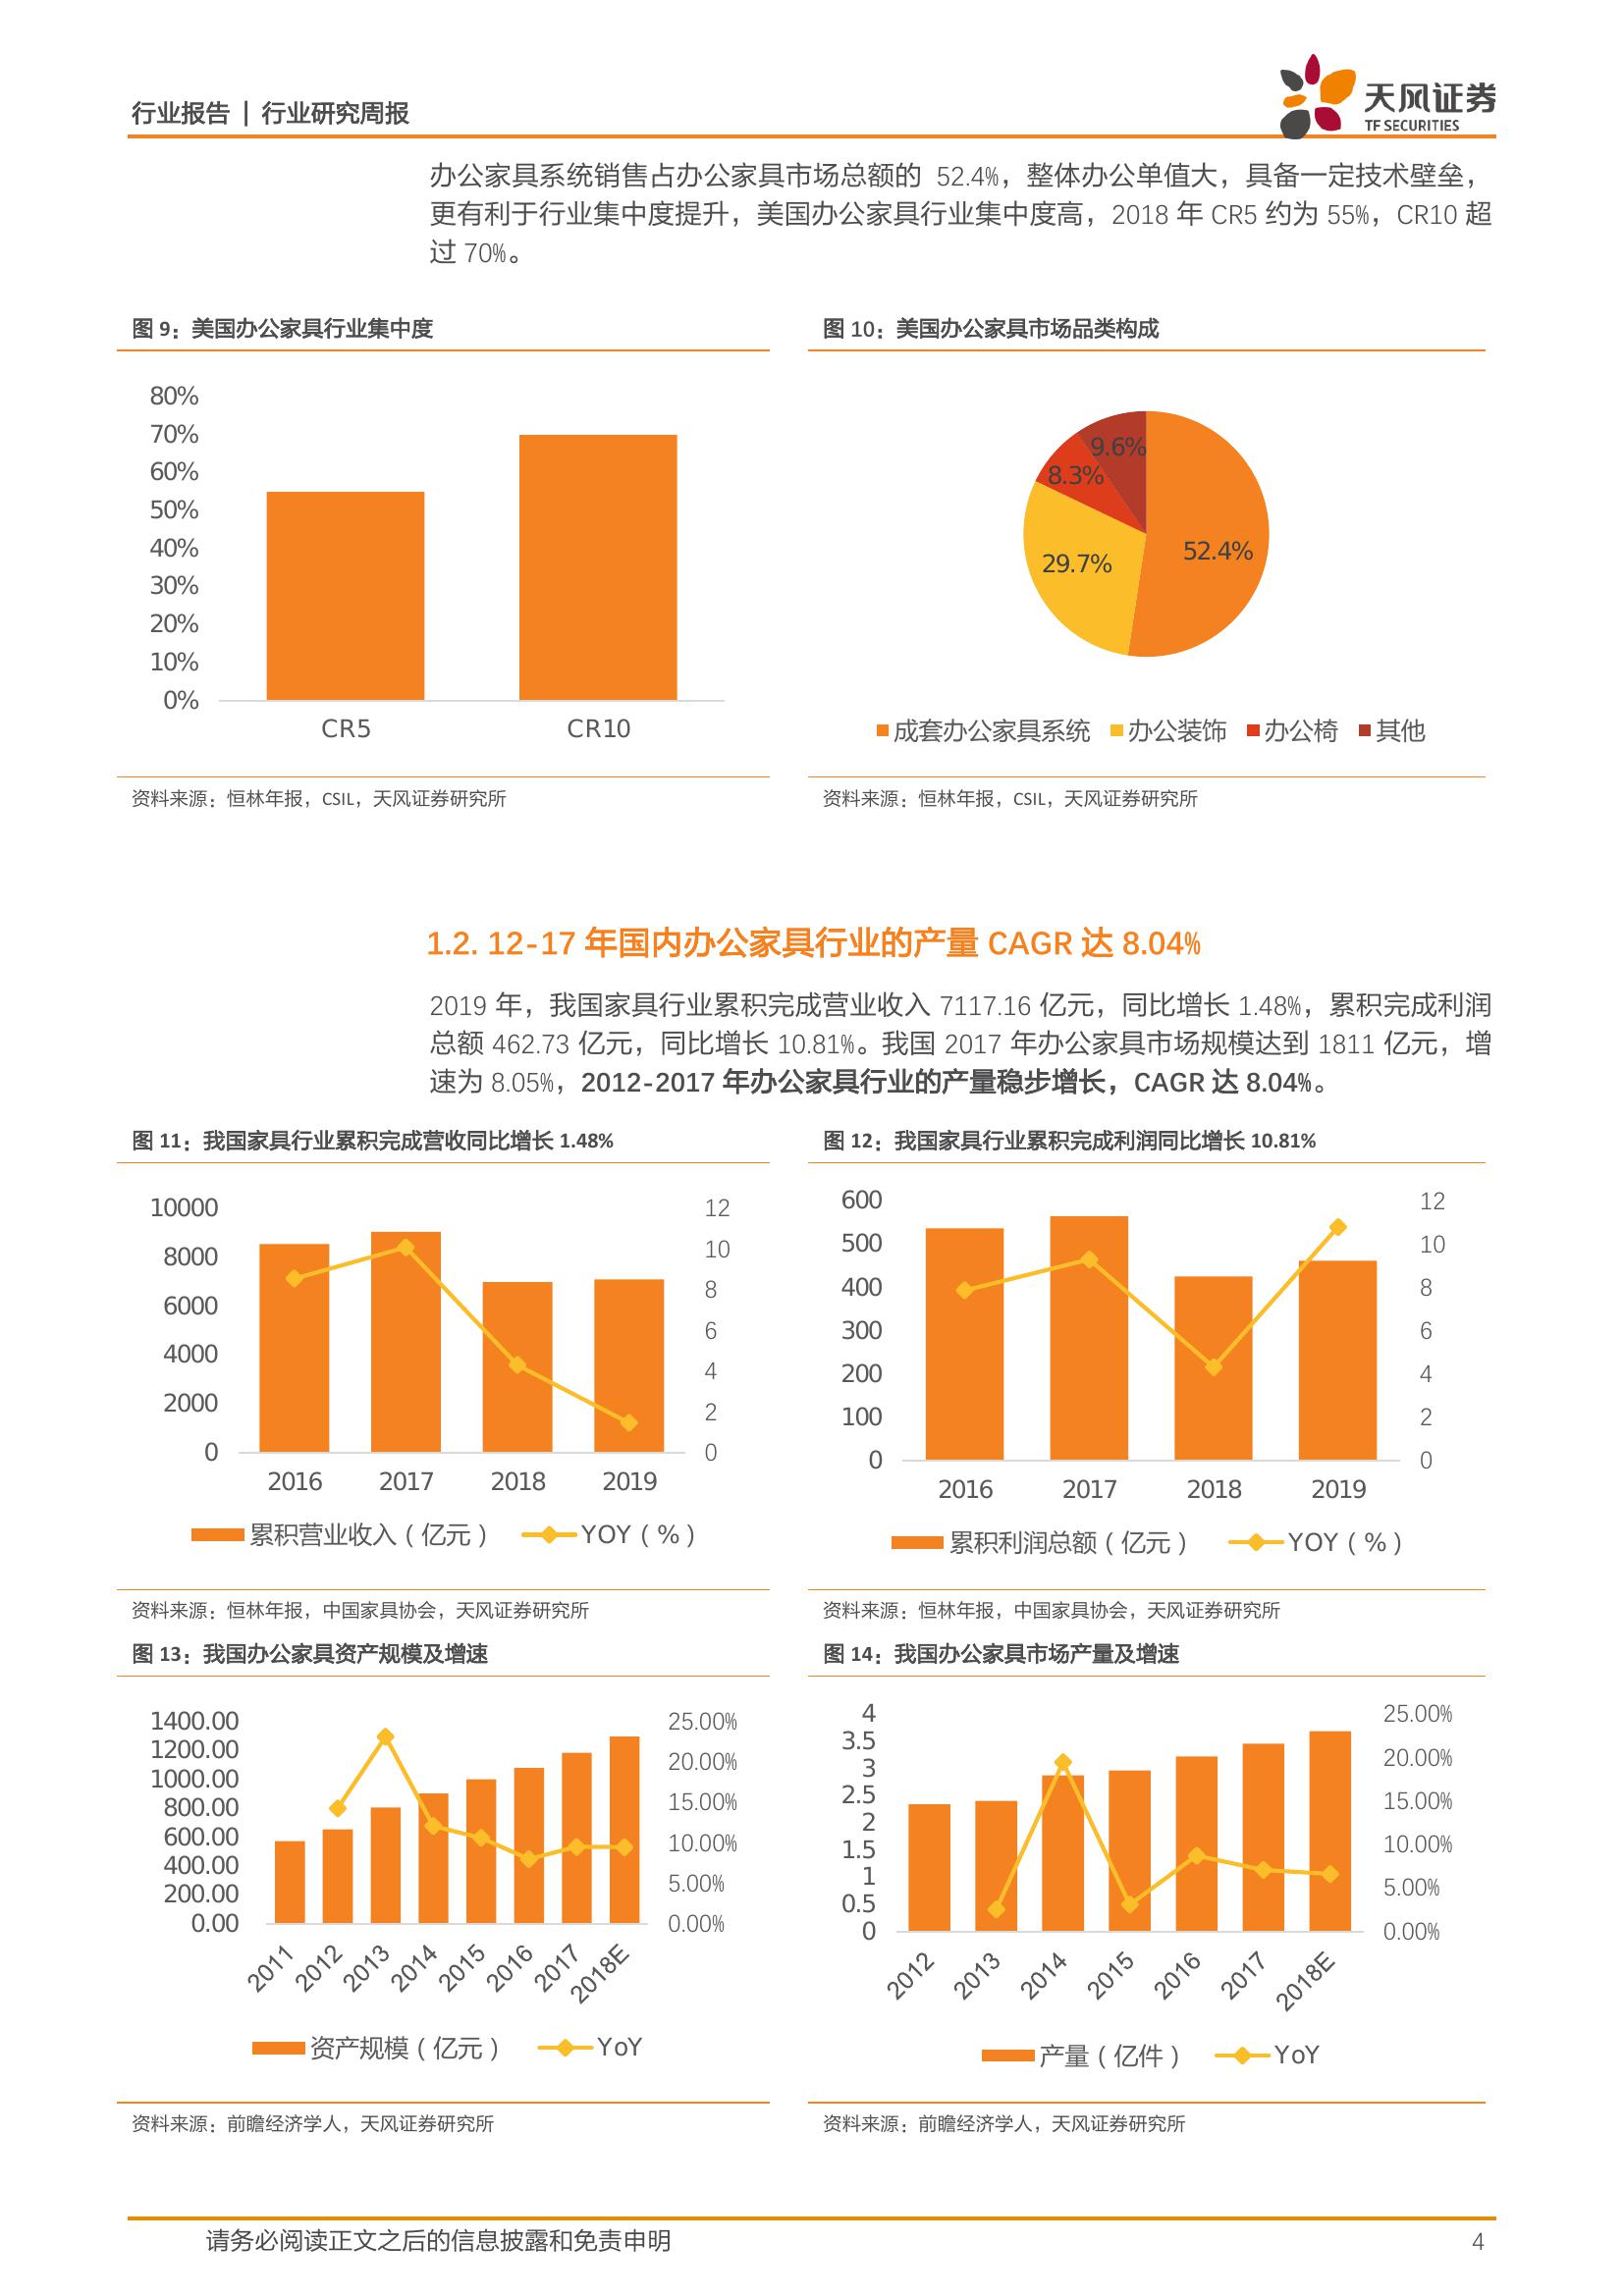 行业报告 | 行业研究周报
天风证券
TF SECURITIES
办公家具系统销售占办公家具市场总额的 52.4%，整体办公单值大，具备一定技术壁垒，
更有利于行业集中度提升，美国办公家具行业集中度高，2018 年 CR5 约为 55%，CR10 超
过 70%。
图 9：美国办公家具行业集中度
80%
70%
60%
50%
40%
30%
20%
10%
0%
CR5
CR10
资料来源：恒林年报，CSIL，天风证券研究所
图 10：美国办公家具市场品类构成
9.6%
8.3%
52.4%
29.7%
成套办公家具系统 办公装饰 办公椅 其他
资料来源：恒林年报，CSIL，天风证券研究所
1.2. 12-17 年国内办公家具行业的产量 CAGR 达 8.04%
2019 年，我国家具行业累积完成营业收入 7117.16 亿元，同比增长 1.48%，累积完成利润
总额 462.73 亿元，同比增长 10.81%。我国 2017 年办公家具市场规模达到 1811 亿元，增
速为 8.05%，2012-2017 年办公家具行业的产量稳步增长，CAGR 达 8.04%。
图 11：我国家具行业累积完成营收同比增长 1.48%
10000
8000
6000
4000
2000
0
12
10
8
6
4
2
0
2016 2017 2018 2019
累积营业收入（亿元） YOY（%）
资料来源：恒林年报，中国家具协会，天风证券研究所
图 12：我国家具行业累积完成利润同比增长 10.81%
600
500
400
300
200
100
0
12
10
8
6
4
2
0
2016 2017 2018 2019
累积利润总额（亿元） YOY（%）
资料来源：恒林年报，中国家具协会，天风证券研究所
图 13：我国办公家具资产规模及增速
1400.00
1200.00
1000.00
800.00
600.00
400.00
200.00
0.00
25.00%
20.00%
15.00%
10.00%
5.00%
0.00%
2011 2012 2013 2014 2015 2016 2017 2018E
资产规模（亿元） YoY
资料来源：前瞻经济学人，天风证券研究所
图 14：我国办公家具市场产量及增速
4
3.5
3
2.5
2
1.5
1
0.5
0
25.00%
20.00%
15.00%
10.00%
5.00%
0.00%
2012 2013 2014 2015 2016 2017 2018E
产量（亿件） YoY
资料来源：前瞻经济学人，天风证券研究所
请务必阅读正文之后的信息披露和免责申明
4